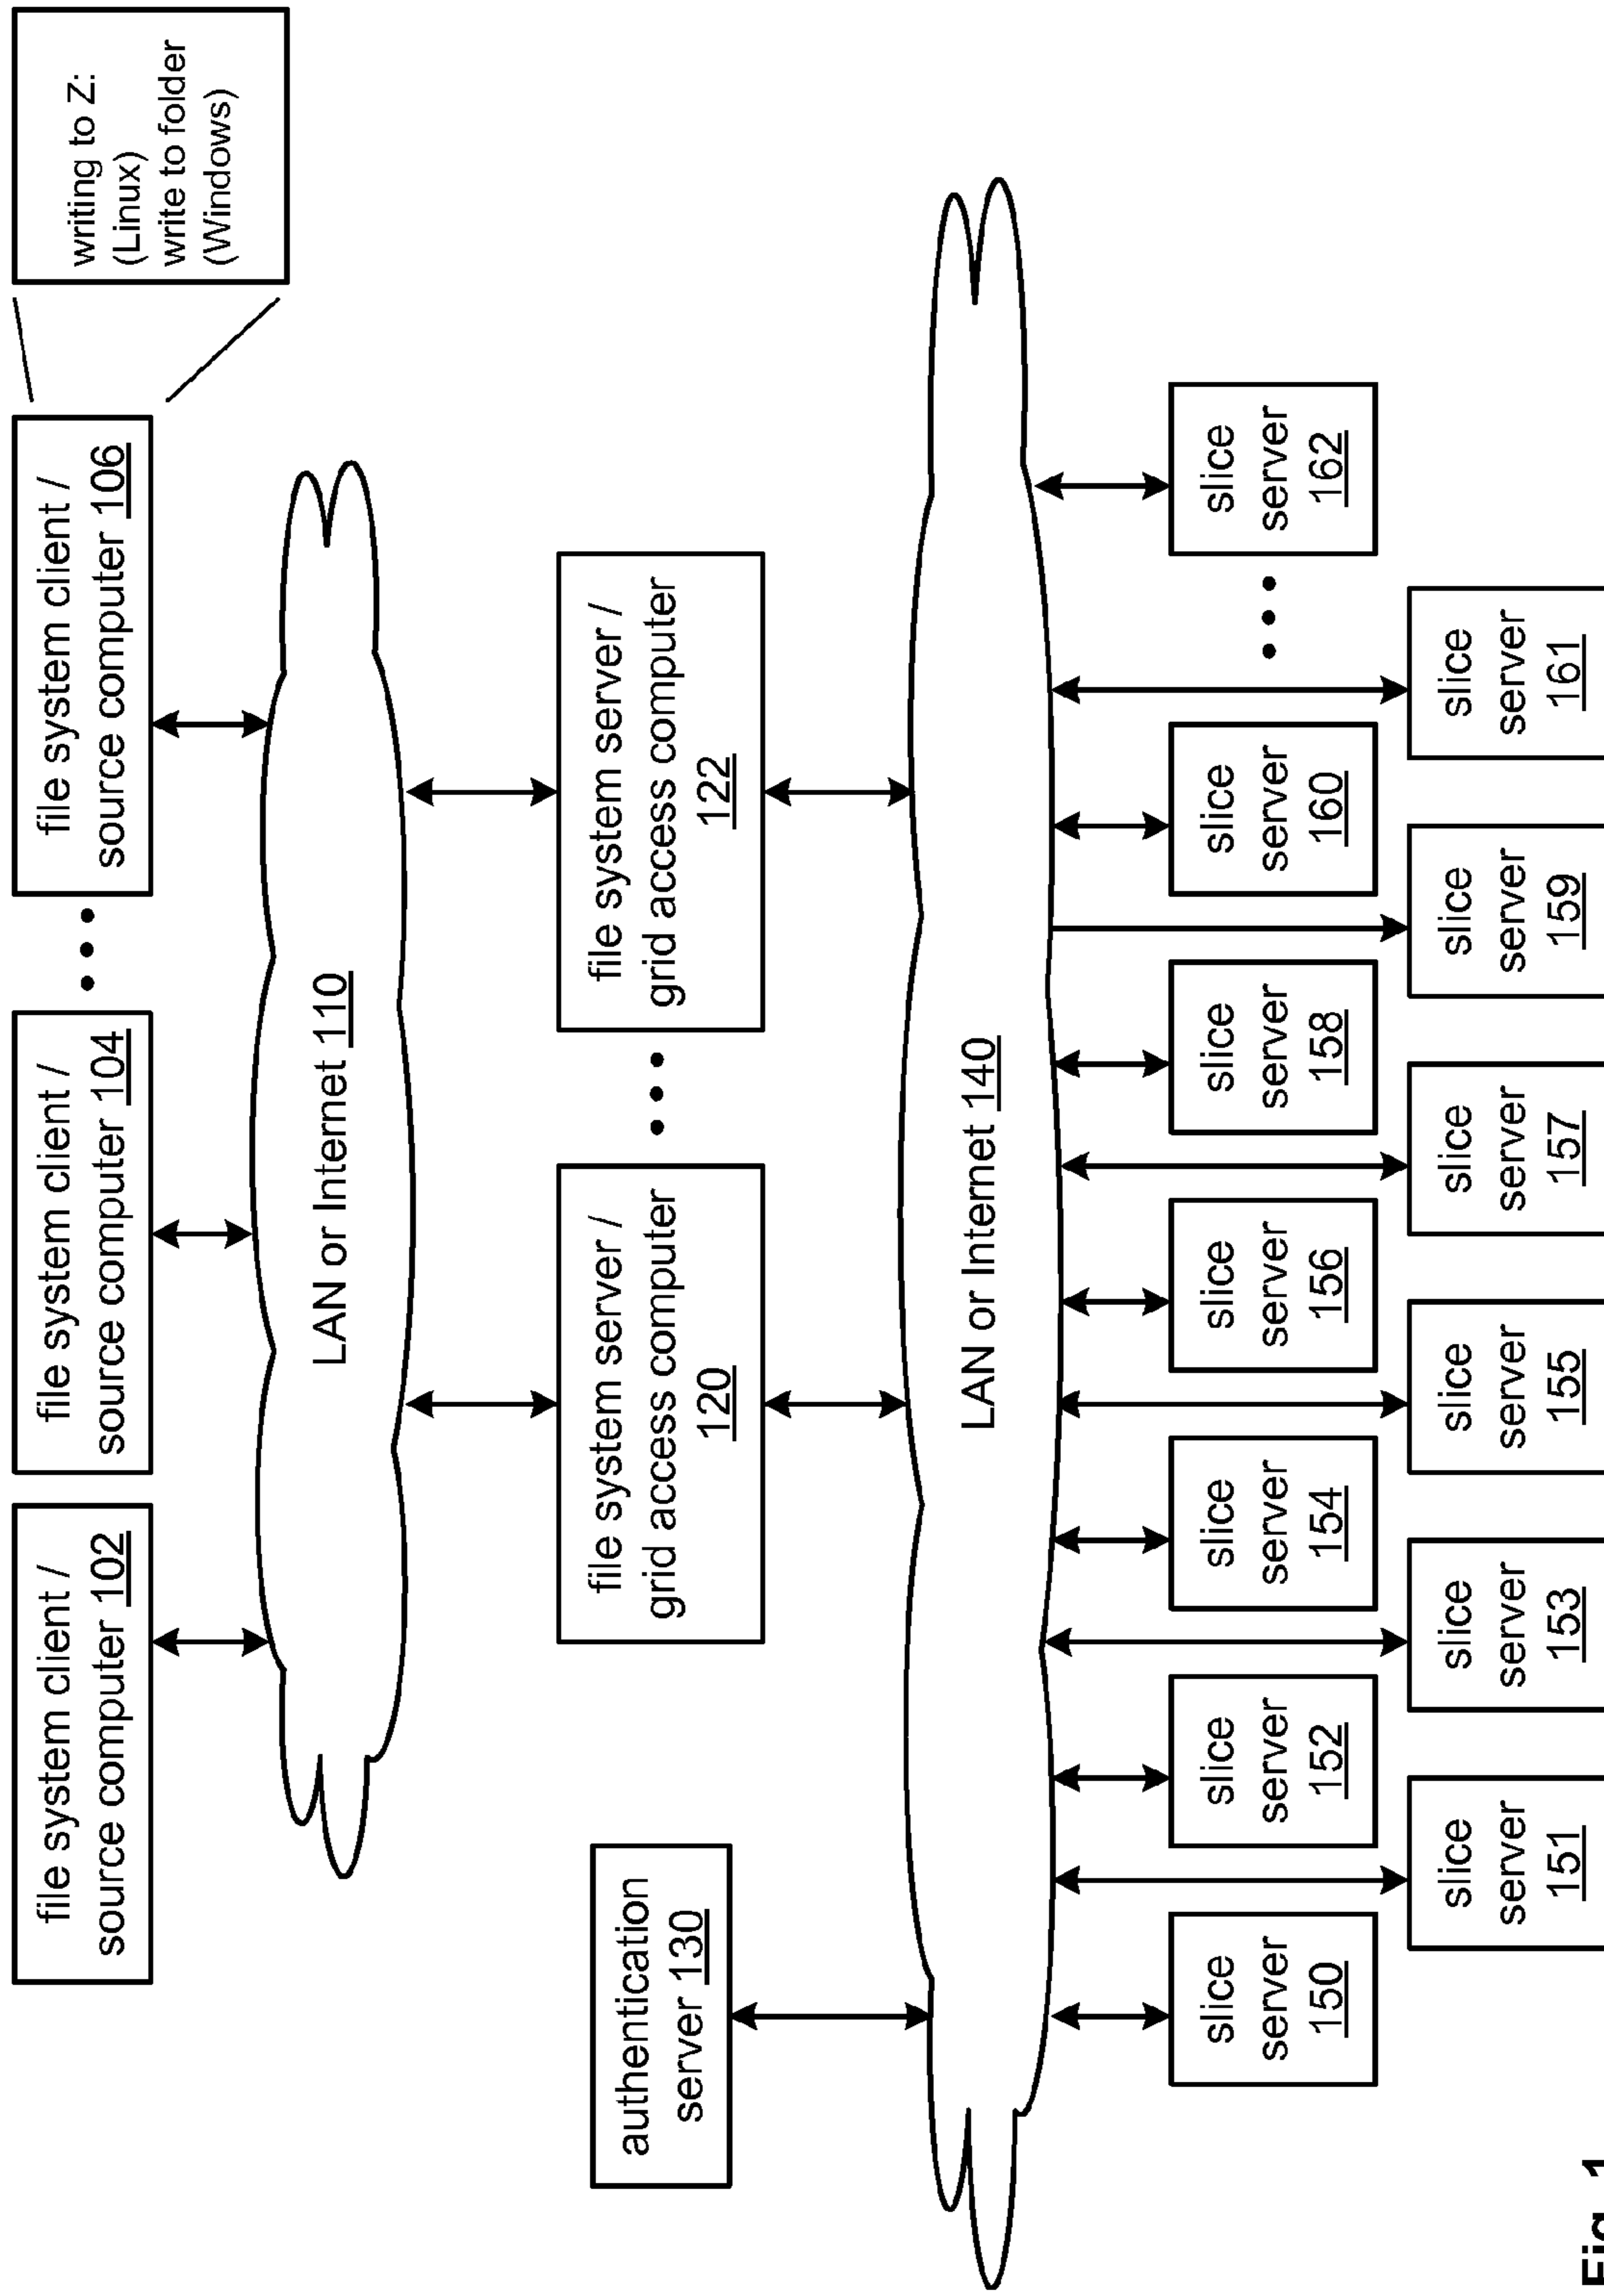 file system client /
source computer 102
file system client /
source computer 104
file system client /
source computer 106
writing to Z:
(Linux)
write to folder
(Windows)
LAN or Internet 110
authentication
server 130
file system server /
grid access computer
120
file system server /
grid access computer
122
LAN or Internet 140
slice
server
150
slice
server
152
slice
server
154
slice
server
156
slice
server
158
slice
server
160
slice
server
162
slice
server
151
slice
server
153
slice
server
155
slice
server
157
slice
server
159
slice
server
161
Fig. 1